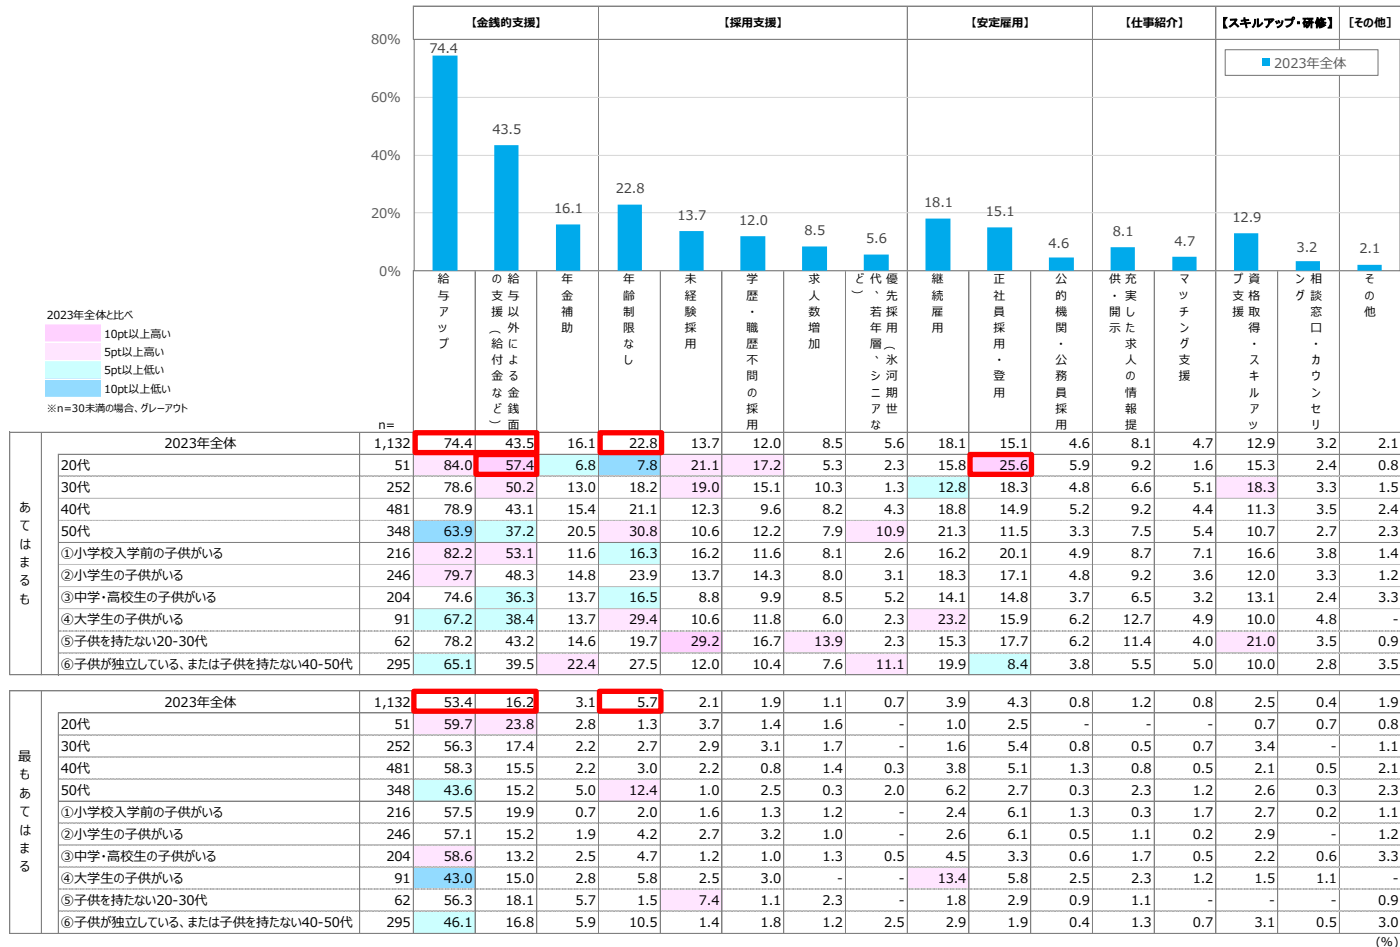 【金銭的支援】 【採用支援】 【安定雇用】 【仕事紹介】 【スキルアップ・研修】 【その他】
80%
60%
40%
20%
0%
■ 2023年全体
74.4 43.5 16.1 22.8 13.7 12.0 8.5 5.6 18.1 15.1 4.6 8.1 4.7 12.9 3.2 2.1
給与アップ
給与以外による金銭面の支援（給付金など）
年金補助
年齢制限なし
未経験採用
学歴・職歴不問の採用
求人数増加
優先採用（氷河期世代、若年層、シニアなど）
継続雇用
正社員採用・登用
公的機関・公務員採用
充実した求人の情報提供・開示
マッチング支援
資格取得・スキルアップ支援
相談窓口・カウンセリング
その他
2023年全体と比べ
10pt以上高い
5pt以上高い
5pt以上低い
10pt以上低い
※n=30未満の場合、グレーアウト
n=
あてはまるも
2023年全体 1,132 74.4 43.5 16.1 22.8 13.7 12.0 8.5 5.6 18.1 15.1 4.6 8.1 4.7 12.9 3.2 2.1
20代 51 84.0 57.4 6.8 7.8 21.1 17.2 5.3 2.3 15.8 25.6 5.9 9.2 1.6 15.3 2.4 0.8
30代 252 78.6 50.2 13.0 18.2 19.0 15.1 10.3 1.3 12.8 18.3 4.8 6.6 5.1 18.3 3.3 1.5
40代 481 78.9 43.1 15.4 21.1 12.3 9.6 8.2 4.3 18.8 14.9 5.2 9.2 4.4 11.3 3.5 2.4
50代 348 63.9 37.2 20.5 30.8 10.6 12.2 7.9 10.9 21.3 11.5 3.3 7.5 5.4 10.7 2.7 2.3
①小学校入学前の子供がいる 216 82.2 53.1 11.6 16.3 16.2 11.6 8.1 2.6 16.2 20.1 4.9 8.7 7.1 16.6 3.8 1.4
②小学生の子供がいる 246 79.7 48.3 14.8 23.9 13.7 14.3 8.0 3.1 18.3 17.1 4.8 9.2 3.6 12.0 3.3 1.2
③中学・高校生の子供がいる 204 74.6 36.3 13.7 16.5 8.8 9.9 8.5 5.2 14.1 14.8 3.7 6.5 3.2 13.1 2.4 3.3
④大学生の子供がいる 91 67.2 38.4 13.7 29.4 10.6 11.8 6.0 2.3 23.2 15.9 6.2 12.7 4.9 10.0 4.8 -
⑤子供を持たない20-30代 62 78.2 43.2 14.6 19.7 29.2 16.7 13.9 2.3 15.3 17.7 6.2 11.4 4.0 21.0 3.5 0.9
⑥子供が独立している、または子供を持たない40-50代 295 65.1 39.5 22.4 27.5 12.0 10.4 7.6 11.1 19.9 8.4 3.8 5.5 5.0 10.0 2.8 3.5
最もあてはまる
2023年全体 1,132 53.4 16.2 3.1 5.7 2.1 1.9 1.1 0.7 3.9 4.3 0.8 1.2 0.8 2.5 0.4 1.9
20代 51 59.7 23.8 2.8 1.3 3.7 1.4 1.6 - 1.0 2.5 - - - 0.7 0.7 0.8
30代 252 56.3 17.4 2.2 2.7 2.9 3.1 1.7 - 1.6 5.4 0.8 0.5 0.7 3.4 - 1.1
40代 481 58.3 15.5 2.2 3.0 2.2 0.8 1.4 0.3 3.8 5.1 1.3 0.8 0.5 2.1 0.5 2.1
50代 348 43.6 15.2 5.0 12.4 1.0 2.5 0.3 2.0 6.2 2.7 0.3 2.3 1.2 2.6 0.3 2.3
①小学校入学前の子供がいる 216 57.5 19.9 0.7 2.0 1.6 1.3 1.2 - 2.4 6.1 1.3 0.3 1.7 2.7 0.2 1.1
②小学生の子供がいる 246 57.1 15.2 1.9 4.2 2.7 3.2 1.0 - 2.6 6.1 0.5 1.1 0.2 2.9 - 1.2
③中学・高校生の子供がいる 204 58.6 13.2 2.5 4.7 1.2 1.0 1.3 0.5 4.5 3.3 0.6 1.7 0.5 2.2 0.6 3.3
④大学生の子供がいる 91 43.0 15.0 2.8 5.8 2.5 3.0 - - 13.4 5.8 2.5 2.3 1.2 1.5 1.1 -
⑤子供を持たない20-30代 62 56.3 18.1 5.7 1.5 7.4 1.1 2.3 - 1.8 2.9 0.9 1.1 - - - 0.9
⑥子供が独立している、または子供を持たない40-50代 295 46.1 16.8 5.9 10.5 1.4 1.8 1.2 2.5 2.9 1.9 0.4 1.3 0.7 3.1 0.5 3.0
(%)